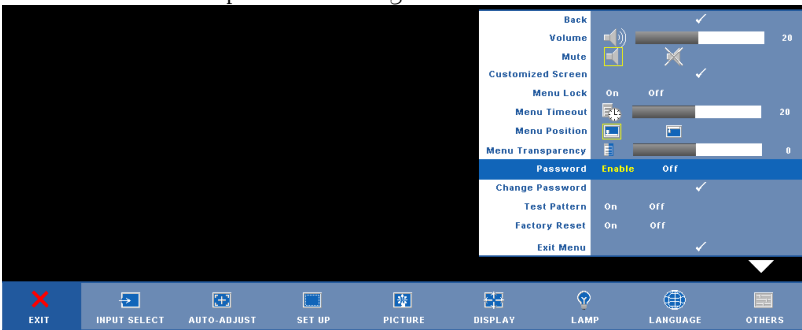 Back
Volume 20
Mute
Customized Screen
Menu Lock On Off
Menu Timeout 20
Menu Position
Menu Transparency 0
Password Enable Off
Change Password
Test Pattern On Off
Factory Reset On Off
Exit Menu
EXIT INPUT SELECT AUTO-ADJUST SET UP PICTURE DISPLAY LAMP LANGUAGE OTHERS